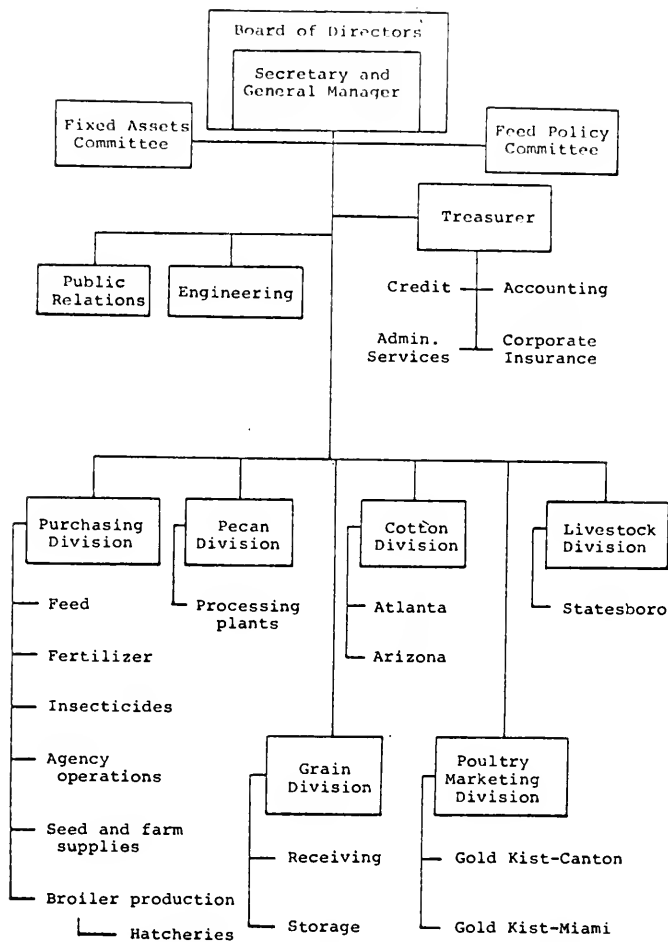 Board of Directors
Secretary and
General Manager
Fixed Assets
Committee
Feed Policy
Committee
Treasurer
Public
Relations
Engineering
Credit
Accounting
Admin.
Services
Corporate
Insurance
Purchasing
Division
Pecan
Division
Cotton
Division
Livestock
Division
Feed
Processing
plants
Atlanta
Statesboro
Fertilizer
Arizona
Insecticides
Agency
operations
Grain
Division
Poultry
Marketing
Division
Seed and farm
supplies
Receiving
Gold Kist-Canton
Broiler production
Hatcheries
Storage
Gold Kist-Miami